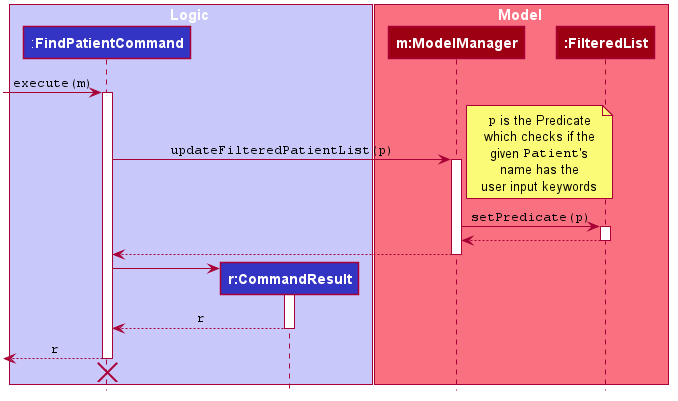 Logic
Model
:FindPatientCommand
m:ModelManager
:FilteredList
execute(m)
p is the Predicate
which checks if the
given Patient's
name has the
user input keywords
updateFilteredPatientList(p)
setPredicate(p)
r:CommandResult
r
r